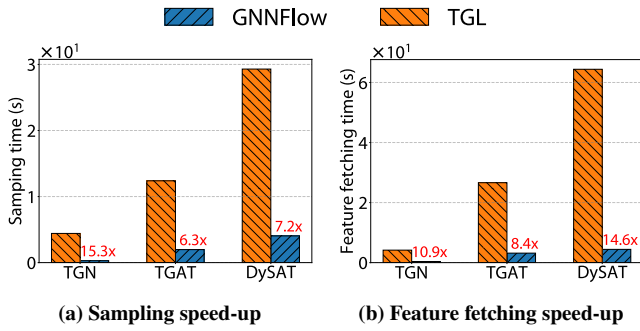 GNNFlow TGL
×10¹
Samping time (s)
3
2
1
0
15.3x
6.3x
7.2x
TGN TGAT DySAT
(a) Sampling speed-up
×10¹
Feature fetching time (s)
6
4
2
0
10.9x
8.4x
14.6x
TGN TGAT DySAT
(b) Feature fetching speed-up